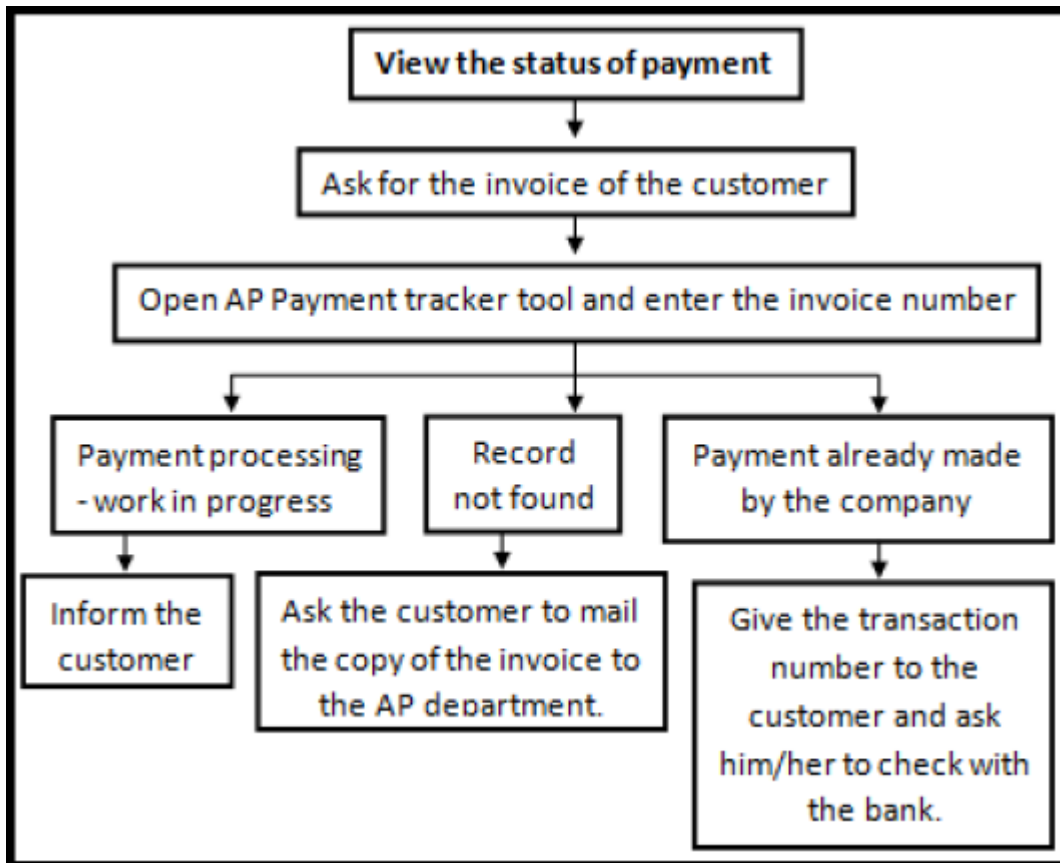 View the status of payment
Ask for the invoice of the customer
Open AP Payment tracker tool and enter the invoice number
Payment processing
- work in progress
Record
not found
Payment already made
by the company
Inform the
customer
Ask the customer to mail
the copy of the invoice to
the AP department.
Give the transaction
number to the
customer and ask
him/her to check with
the bank.